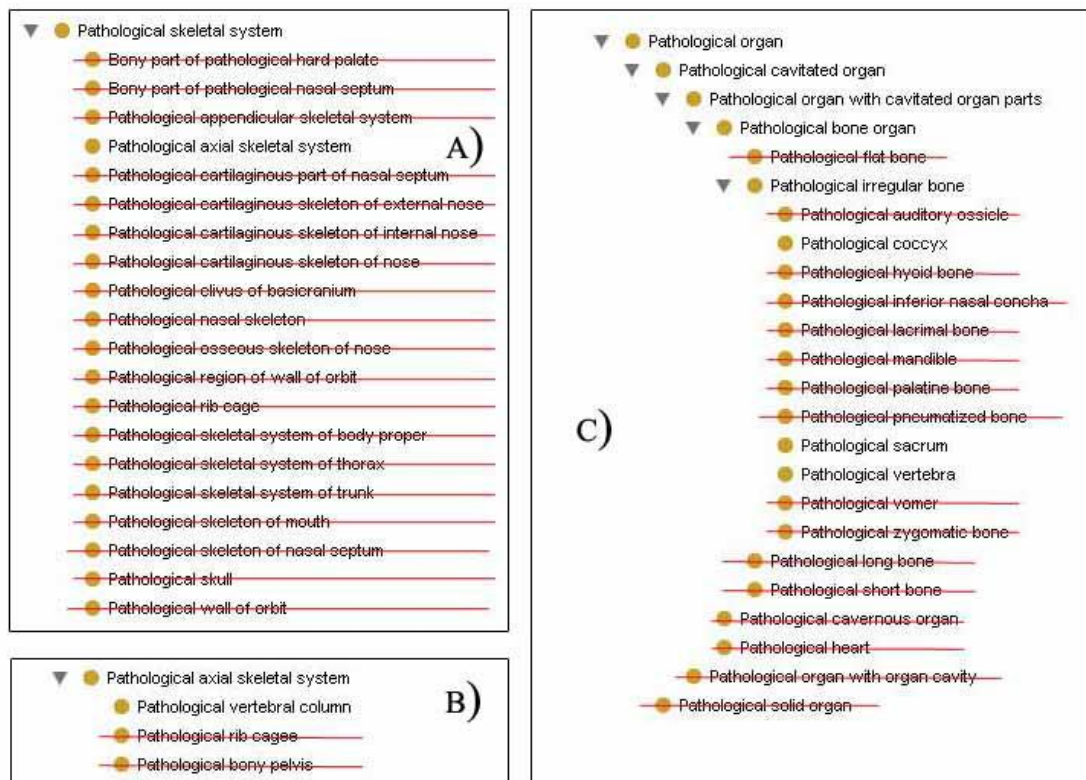 Pathological skeletal system
Bony part of pathological hard palate
Bony part of pathological nasal septum
Pathological appendicular skeletal system
A)
Pathological axial skeletal system
Pathological cartilaginous part of nasal septum
Pathological cartilaginous skeleton of external nose
Pathological cartilaginous skeleton of internal nose
Pathological cartilaginous skeleton of nose
Pathological clivus of basicranium
Pathological nasal skeleton
Pathological osseous skeleton of nose
Pathological region of wall of orbit
Pathological rib cage
Pathological skeletal system of body proper
Pathological skeletal system of thorax
Pathological skeletal system of trunk
Pathological skeleton of mouth
Pathological skeleton of nasal septum
Pathological skull
Pathological wall of orbit
Pathological axial skeletal system
B)
Pathological vertebral column
Pathological rib cagee
Pathological bony pelvis
Pathological organ
Pathological cavitated organ
Pathological organ with cavitated organ parts
Pathological bone organ
Pathological flat bone
Pathological irregular bone
Pathological auditory ossicle
Pathological coccyx
Pathological hyoid bone
Pathological inferior nasal concha
Pathological lacrimal bone
Pathological mandible
Pathological palatine bone
Pathological pneumatized bone
C)
Pathological sacrum
Pathological vertebra
Pathological vomer
Pathological zygomatic bone
Pathological long bone
Pathological short bone
Pathological cavernous organ
Pathological heart
Pathological organ with organ cavity
Pathological solid organ